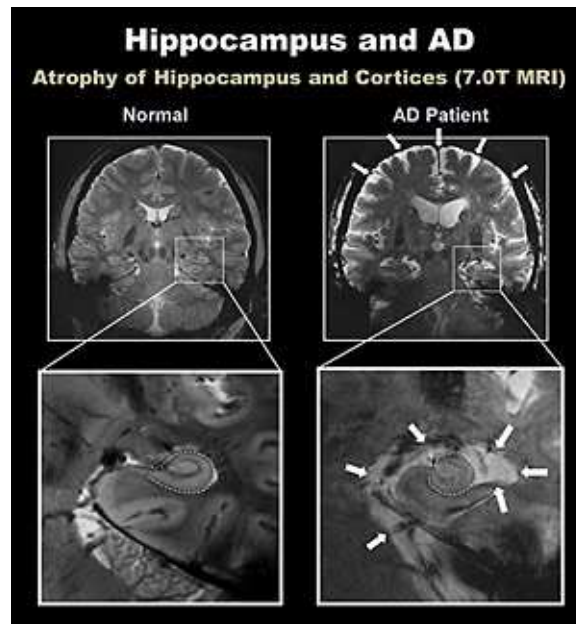 Hippocampus and AD
Atrophy of Hippocampus and Cortices (7.0T MRI)
Normal
AD Patient